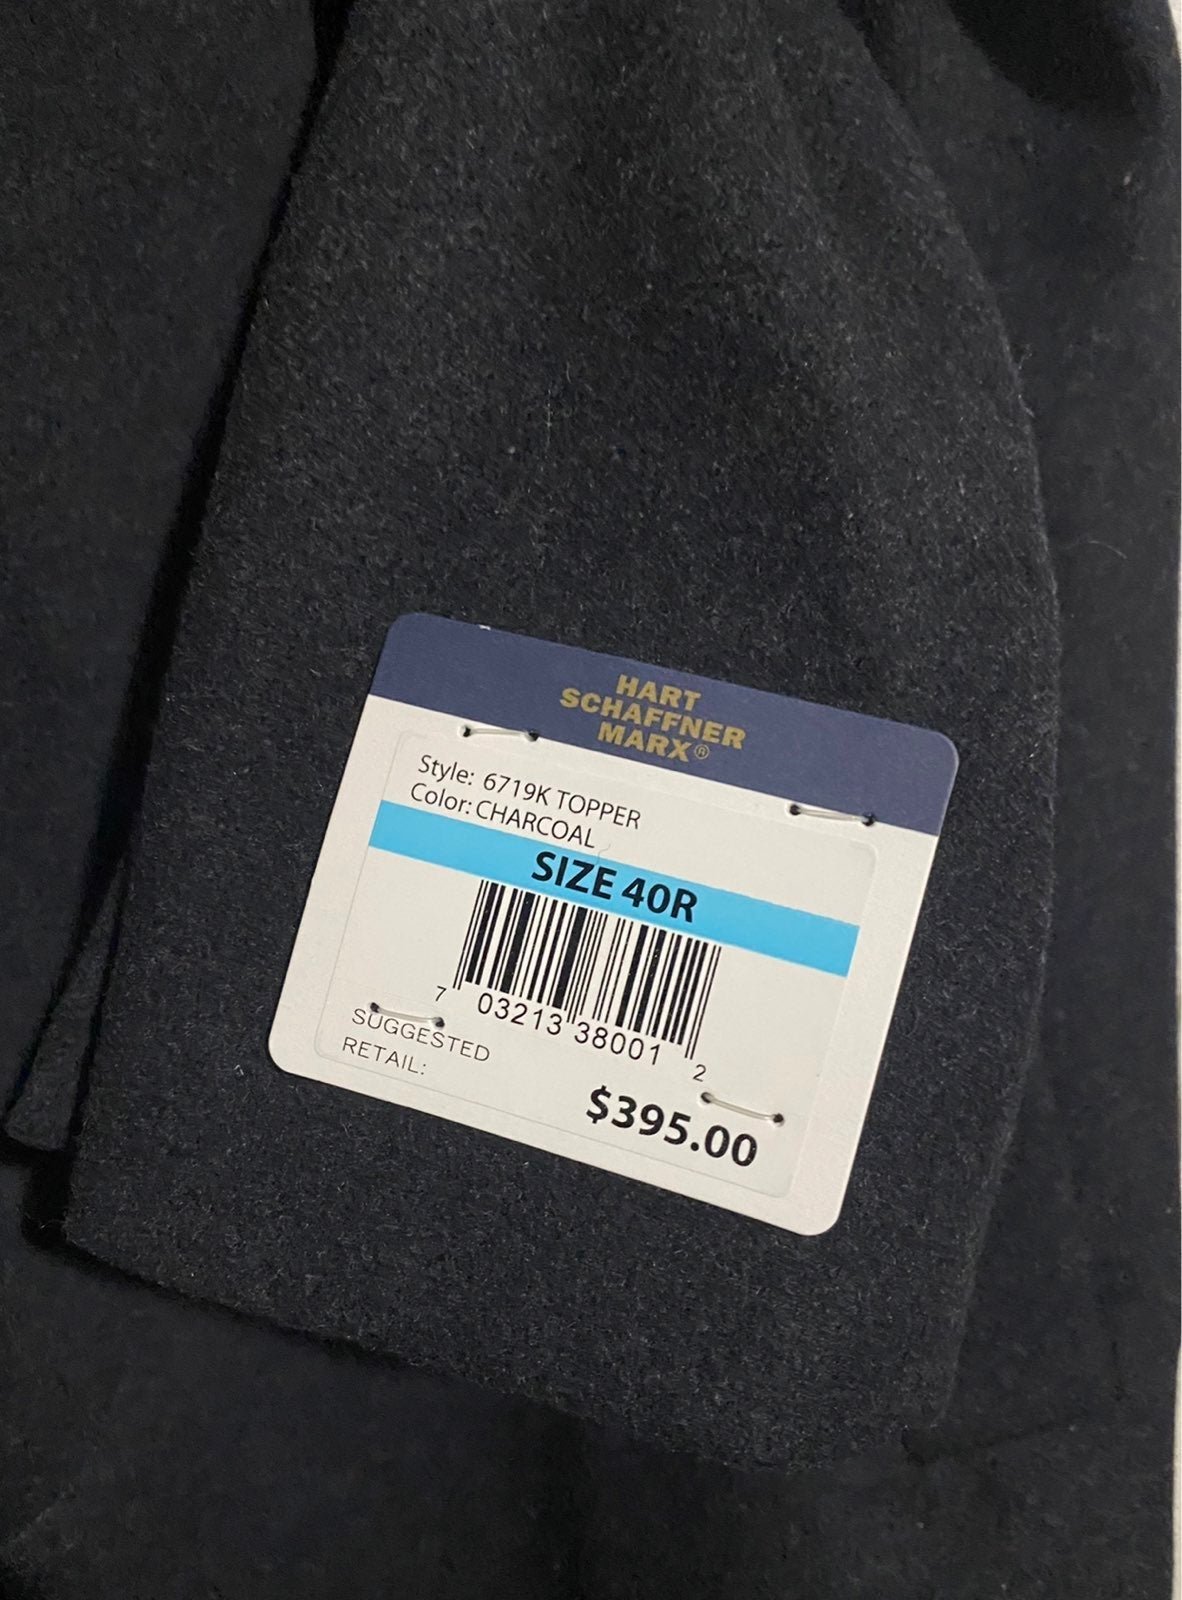 HART
SCHAFFNER
MARX®
Style: 6719K TOPPER
Color: CHARCOAL
SIZE 40R
7 03213 38001 2
SUGGESTED
RETAIL:
$395.00